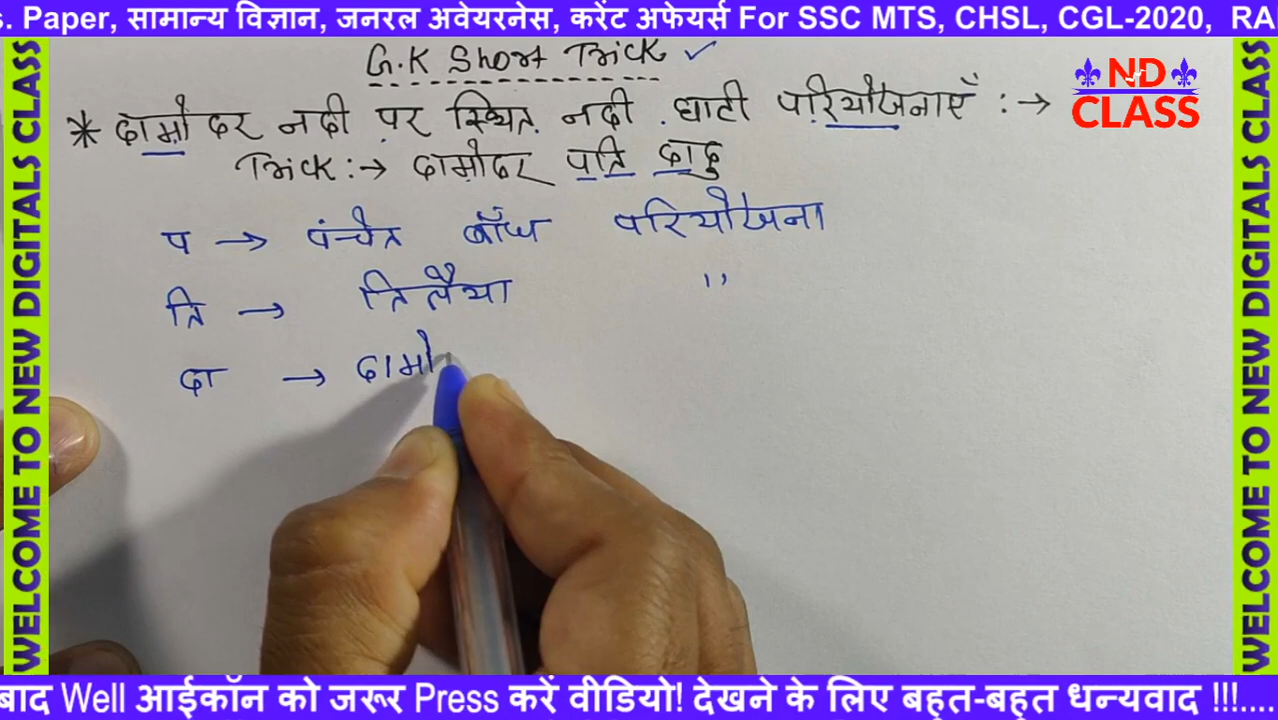 s. Paper, सामान्य विज्ञान, जनरल अवेयरनेस, करेंट अफेयर्स For SSC MTS, CHSL, CGL-2020, RA
G.K Short Trick ✓
ND
CLASS
* दामोदर नदी पर स्थित नदी घाटी परियोजनाएँ :→
Trick :→ दामोदर पति दादु
प → पंचेत बाँध परियोजना
ति → तिलैया ''
दा → दामो
WELCOME TO NEW DIGITALS CLASS
WELCOME TO NEW DIGITALS CLASS
बाद Well आईकॉन को जरूर Press करें वीडियो! देखने के लिए बहुत-बहुत धन्यवाद !!!....